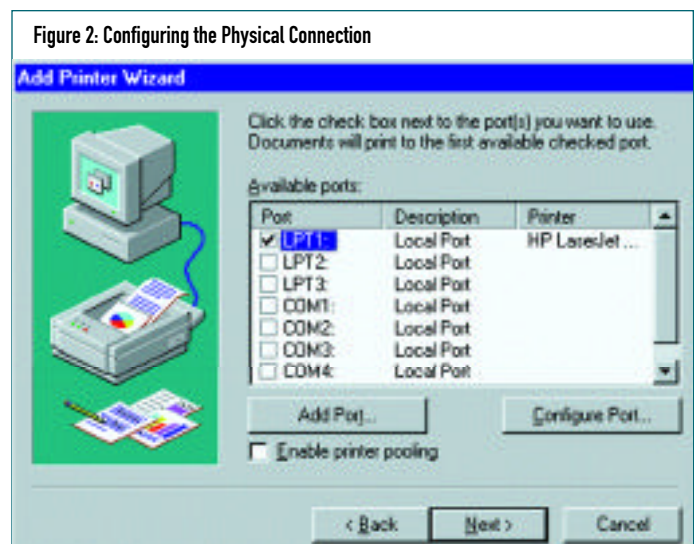 Figure 2: Configuring the Physical Connection
Add Printer Wizard
Click the check box next to the port(s) you want to use.
Documents will print to the first available checked port.
Available ports:
Port Description Printer
LPT1: Local Port HP LaserJet ...
LPT2: Local Port
LPT3: Local Port
COM1: Local Port
COM2: Local Port
COM3: Local Port
COM4: Local Port
Add Port... Configure Port...
Enable printer pooling
< Back Next > Cancel